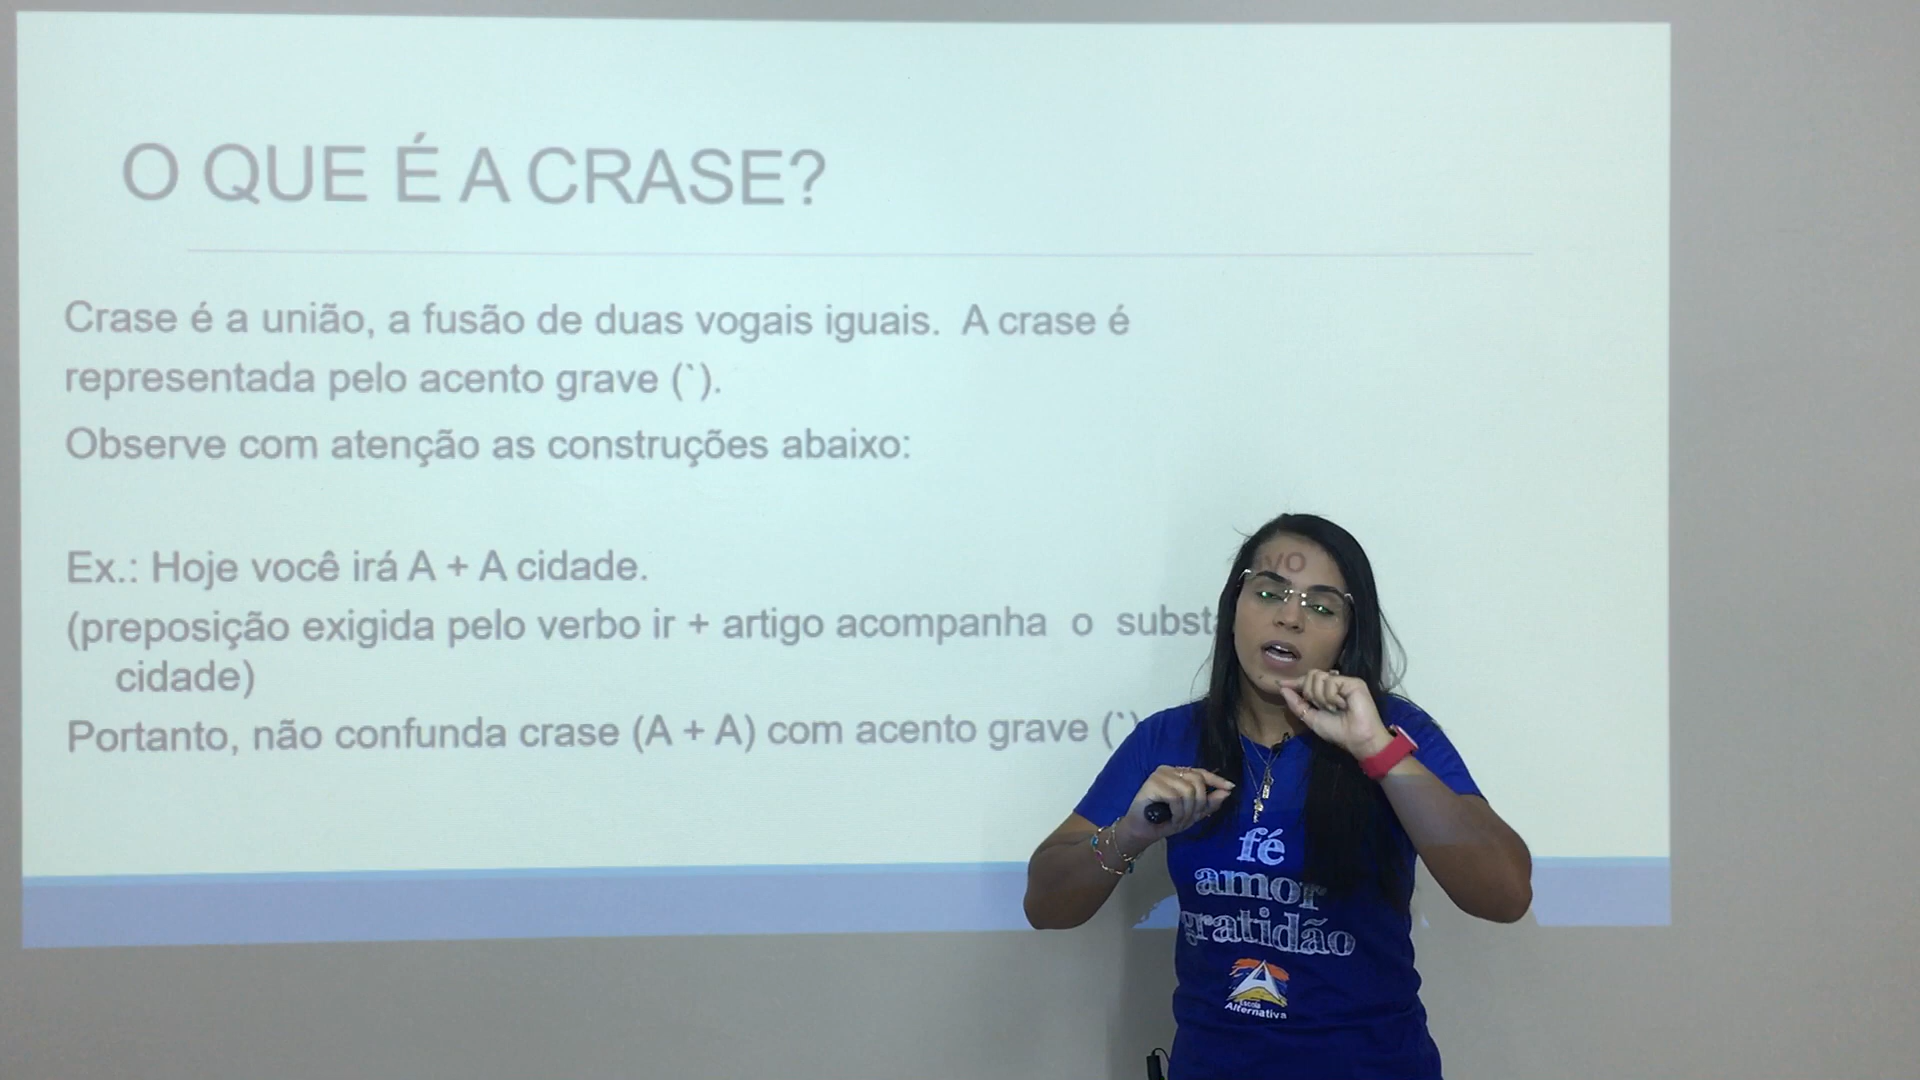 O QUE É A CRASE?
Crase é a união, a fusão de duas vogais iguais. A crase é
representada pelo acento grave (`).
Observe com atenção as construções abaixo:
Ex.: Hoje você irá A + A cidade.
(preposição exigida pelo verbo ir + artigo acompanha o subst
cidade)
Portanto, não confunda crase (A + A) com acento grave (`)
fé
amor
gratidão
Escola
Alternativa